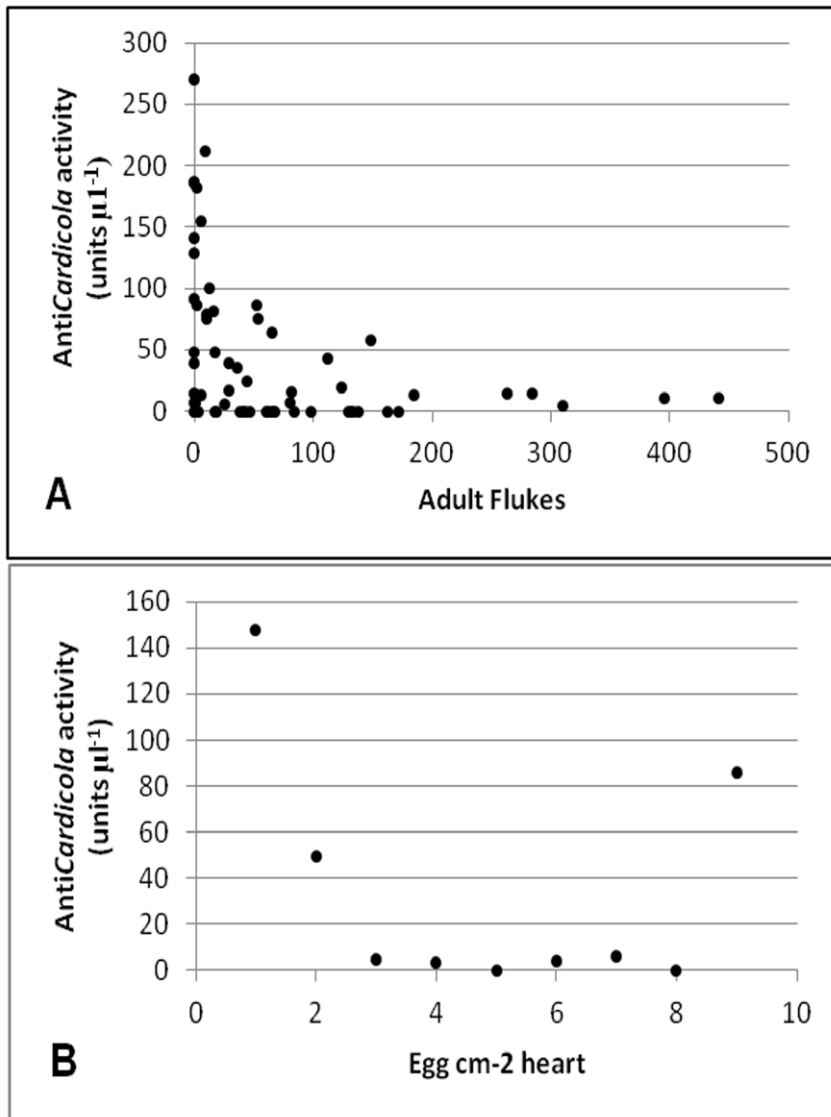 AntiCardicola activity
(units µ1⁻¹)
300
250
200
150
100
50
0
0 100 200 300 400 500
Adult Flukes
A
AntiCardicola activity
(units µl⁻¹)
160
140
120
100
80
60
40
20
0
0 2 4 6 8 10
Egg cm-2 heart
B